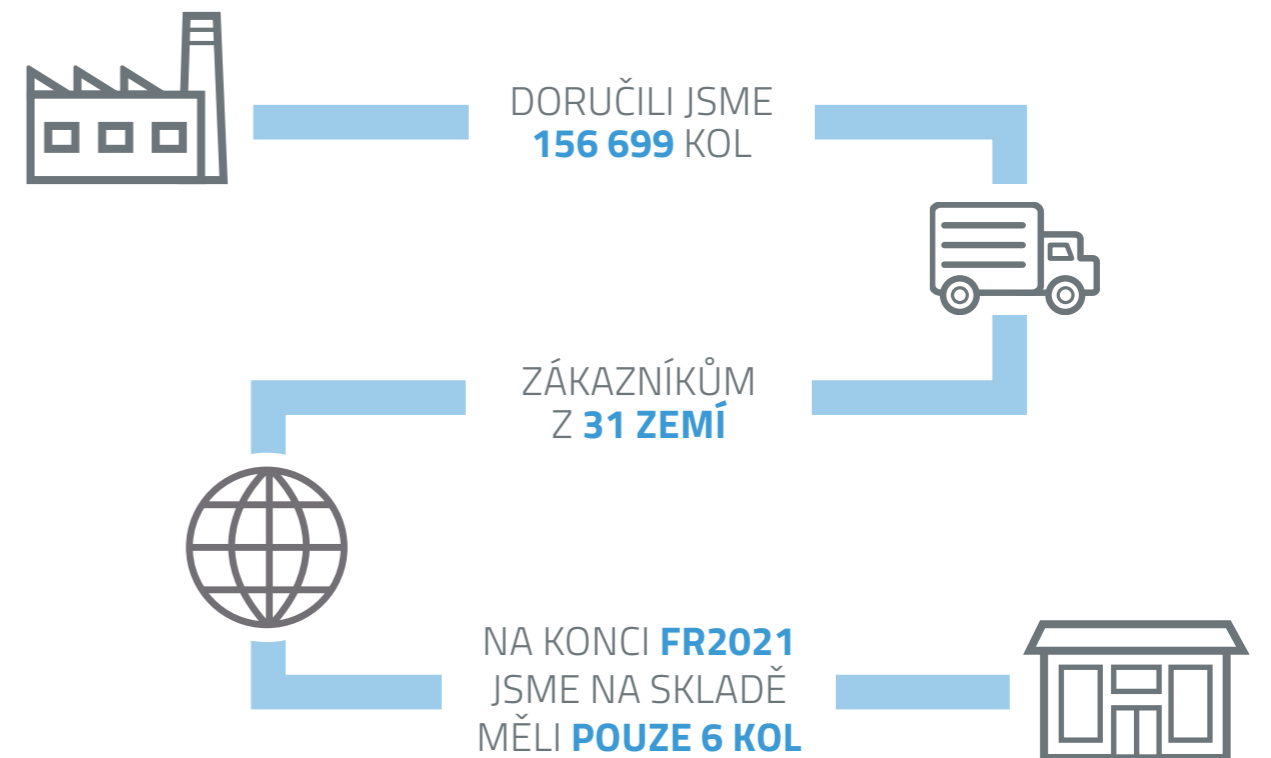 DORUČILI JSME
156 699 KOL
ZÁKAZNÍKŮM
Z 31 ZEMÍ
NA KONCI FR2021
JSME NA SKLADĚ
MĚLI POUZE 6 KOL